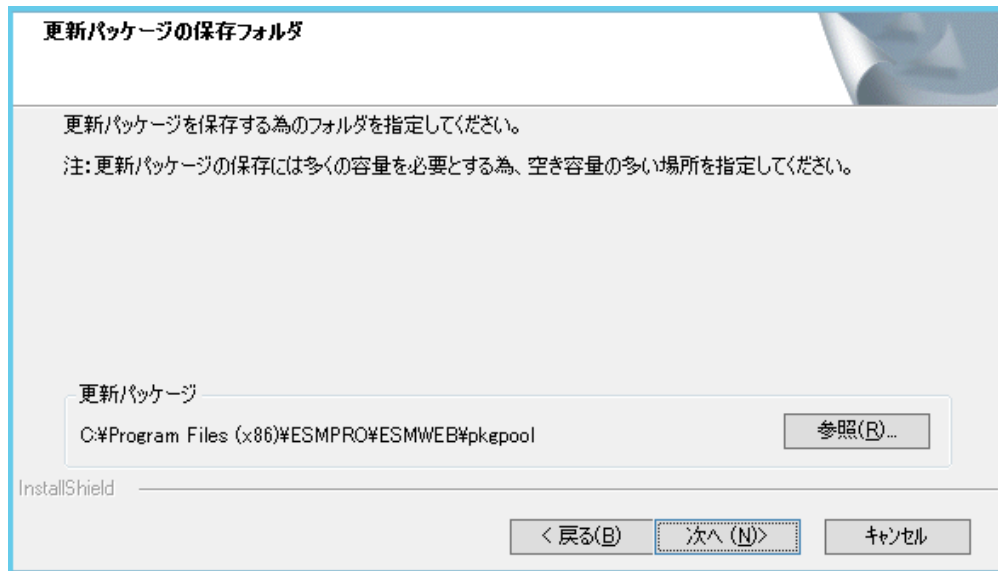 更新パッケージの保存フォルダ
更新パッケージを保存する為のフォルダを指定してください。
注:更新パッケージの保存には多くの容量を必要とする為、空き容量の多い場所を指定してください。
更新パッケージ
C:¥Program Files (x86)¥ESMPRO¥ESMWEB¥pkgpool
参照(R)...
InstallShield
< 戻る(B)
次へ (N)>
キャンセル